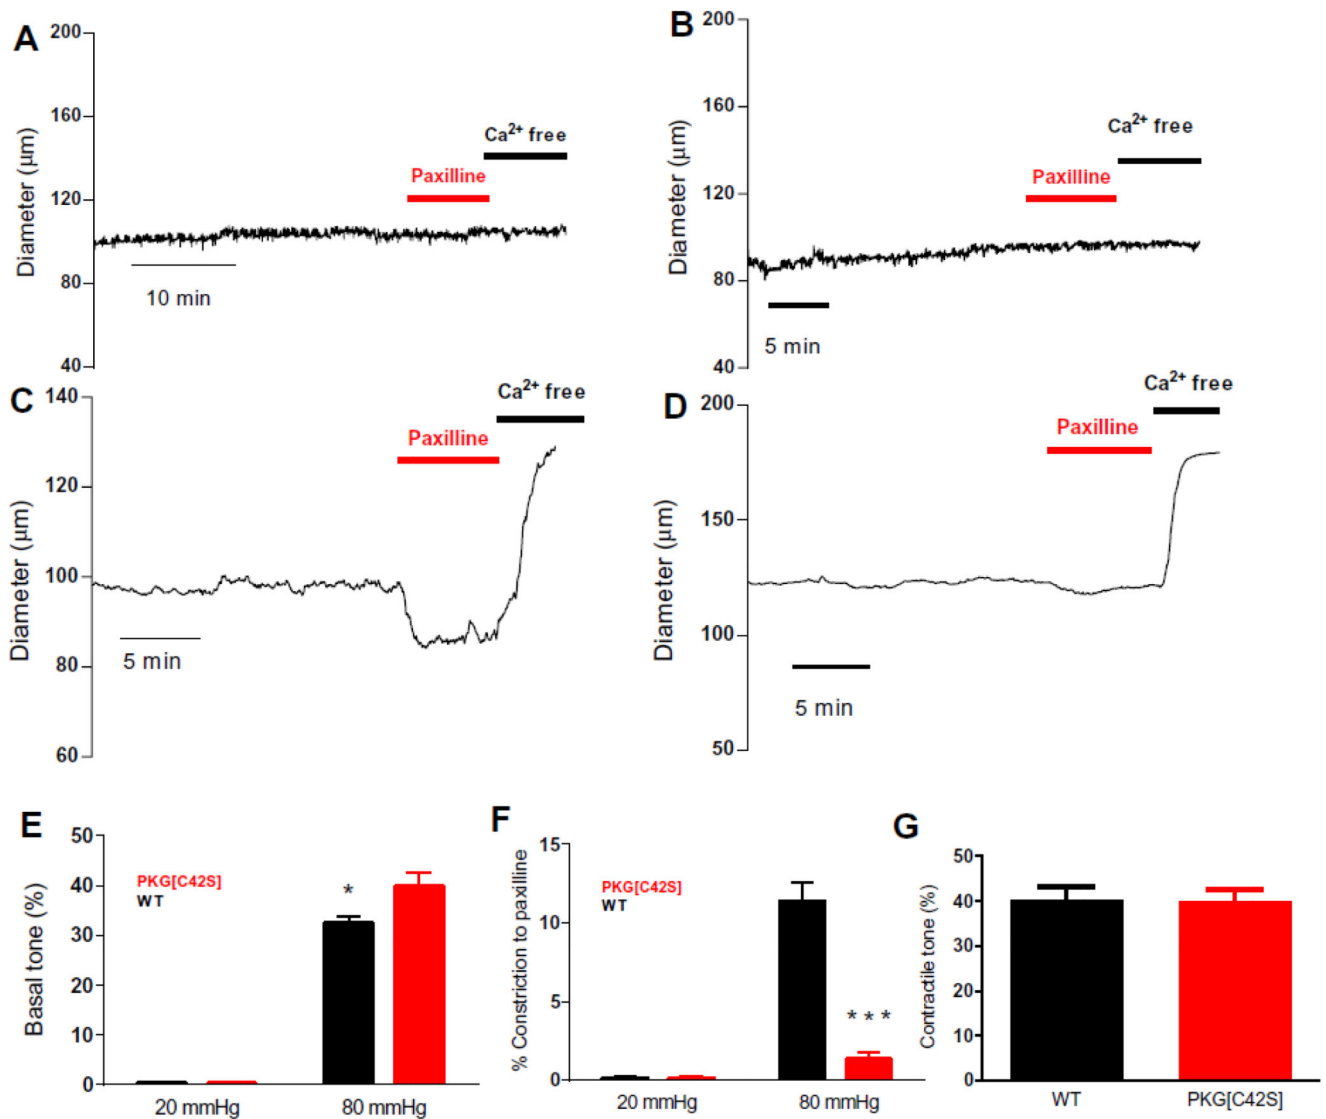 A
200
160
120
80
40
Diameter (μm)
Ca2+ free
Paxilline
10 min
B
200
160
120
80
40
Diameter (μm)
Ca2+ free
Paxilline
5 min
C
140
120
100
80
60
Diameter (μm)
Ca2+ free
Paxilline
5 min
D
200
150
100
50
Diameter (μm)
Ca2+ free
Paxilline
5 min
E
50
40
30
20
10
0
Basal tone (%)
PKG[C42S]
WT
*
20 mmHg
80 mmHg
F
15
10
5
0
% Constriction to paxilline
PKG[C42S]
WT
* * *
20 mmHg
80 mmHg
G
50
40
30
20
10
0
Contractile tone (%)
WT
PKG[C42S]